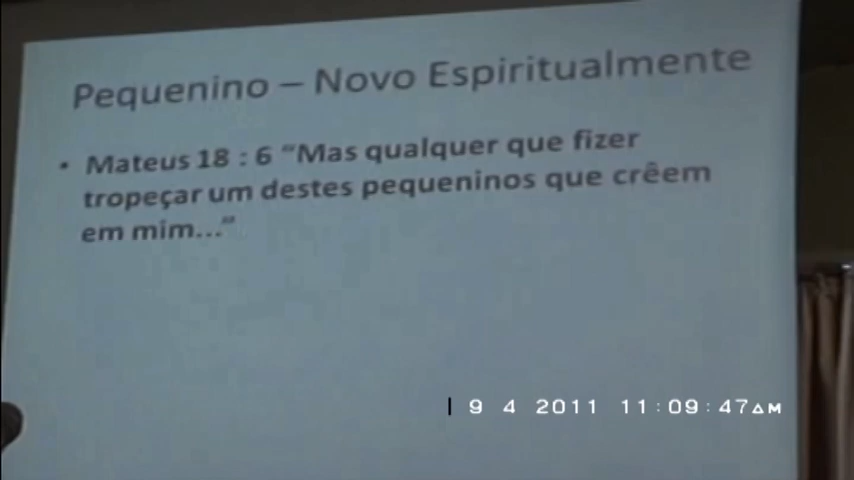 Pequenino – Novo Espiritualmente
• Mateus 18 : 6 “Mas qualquer que fizer
tropeçar um destes pequeninos que crêem
em mim...”
9 4 2011 11:09:47AM